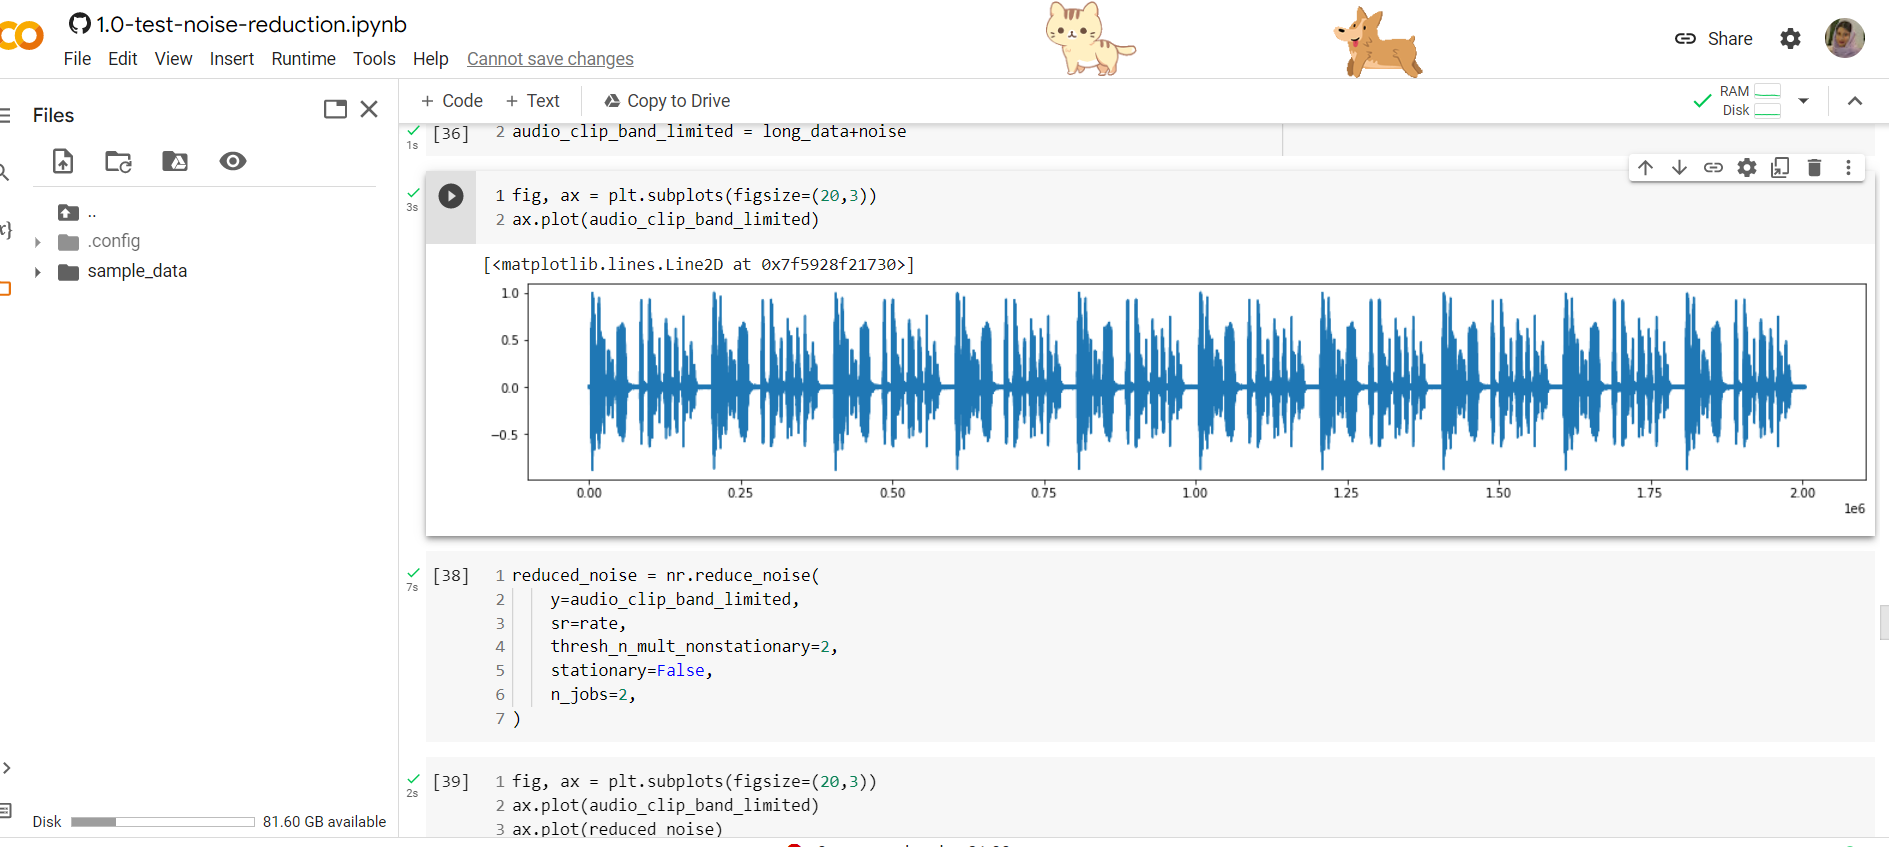 1.0-test-noise-reduction.ipynb
File Edit View Insert Runtime Tools Help Cannot save changes
Share
Files
+ Code + Text Copy to Drive
RAM
Disk
..
.config
sample_data
Disk 81.60 GB available
[36] 2 audio_clip_band_limited = long_data+noise
1s
3s
1 fig, ax = plt.subplots(figsize=(20,3))
2 ax.plot(audio_clip_band_limited)
[<matplotlib.lines.Line2D at 0x7f5928f21730>]
1.0
0.5
0.0
−0.5
0.00 0.25 0.50 0.75 1.00 1.25 1.50 1.75 2.00
1e6
[38] 1 reduced_noise = nr.reduce_noise(
7s
2 y=audio_clip_band_limited,
3 sr=rate,
4 thresh_n_mult_nonstationary=2,
5 stationary=False,
6 n_jobs=2,
7 )
[39] 1 fig, ax = plt.subplots(figsize=(20,3))
2s
2 ax.plot(audio_clip_band_limited)
3 ax.plot(reduced_noise)